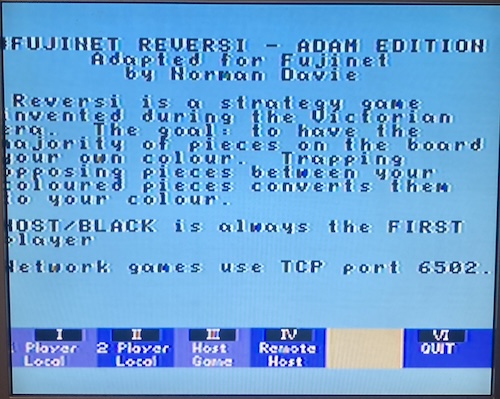 #FUJINET REVERSI - ADAM EDITION
Adapted for Fujinet
by Norman Davie
Reversi is a strategy game
invented during the Victorian
era. The goal: to have the
majority of pieces on the board
your own colour. Trapping
opposing pieces between your
coloured pieces converts them
to your colour.
HOST/BLACK is always the FIRST
player
Network games use TCP port 6502.
I II III IV VI
1 Player 2 Player Host Remote QUIT
Local Local Game Host